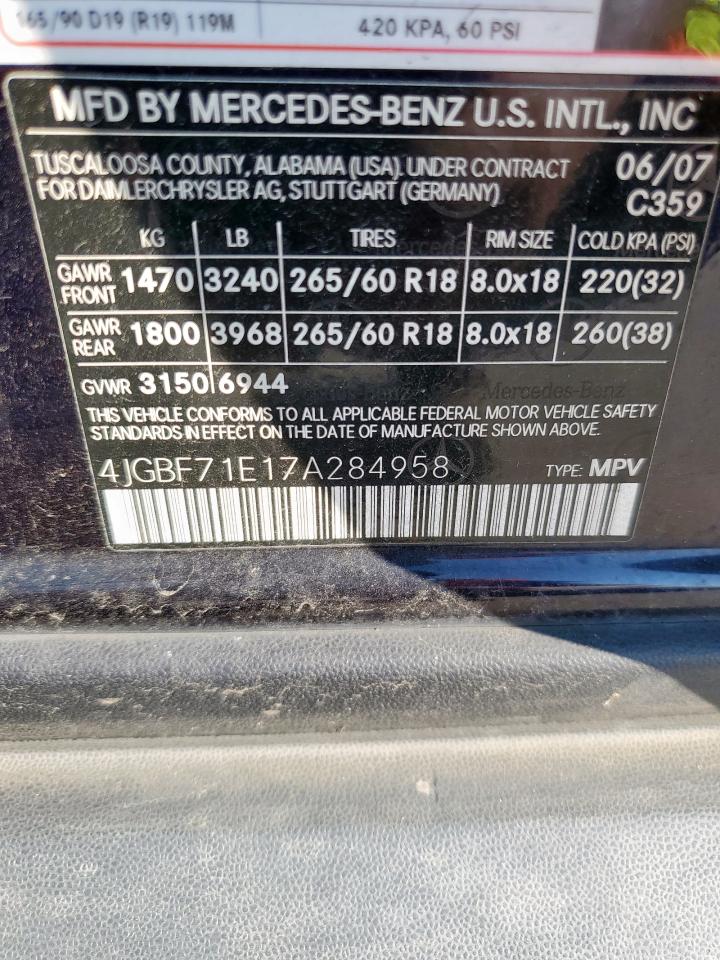 165/90 D19 (R19) 119M 420 KPA, 60 PSI
MFD BY MERCEDES-BENZ U.S. INTL., INC
TUSCALOOSA COUNTY, ALABAMA (USA). UNDER CONTRACT 06/07
FOR DAIMLERCHRYSLER AG, STUTTGART (GERMANY) C359
KG LB TIRES RIM SIZE COLD KPA (PSI)
GAWR FRONT 1470 3240 265/60 R18 8.0x18 220(32)
GAWR REAR 1800 3968 265/60 R18 8.0x18 260(38)
GVWR 3150 6944
Mercedes-Benz
THIS VEHICLE CONFORMS TO ALL APPLICABLE FEDERAL MOTOR VEHICLE SAFETY
STANDARDS IN EFFECT ON THE DATE OF MANUFACTURE SHOWN ABOVE.
4JGBF71E17A284958 TYPE: MPV